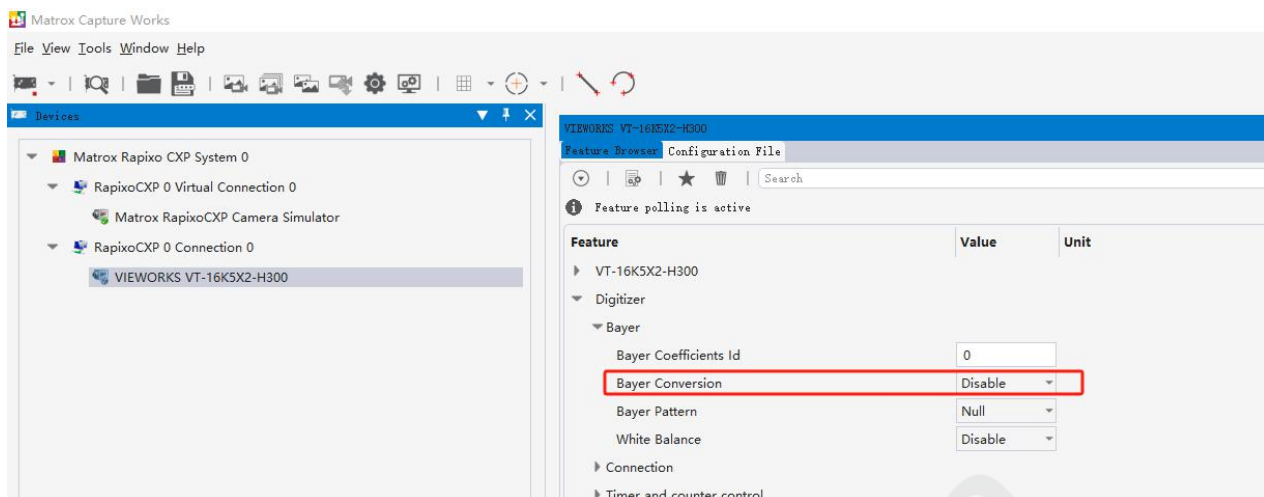 Matrox Capture Works
File View Tools Window Help
Devices
Matrox Rapixo CXP System 0
RapixoCXP 0 Virtual Connection 0
Matrox RapixoCXP Camera Simulator
RapixoCXP 0 Connection 0
VIEWORKS VT-16K5X2-H300
VIEWORKS VT-16K5X2-H300
Feature Browser Configuration File
Search
Feature polling is active
Feature Value Unit
VT-16K5X2-H300
Digitizer
Bayer
Bayer Coefficients Id 0
Bayer Conversion Disable
Bayer Pattern Null
White Balance Disable
Connection
Timer and counter control